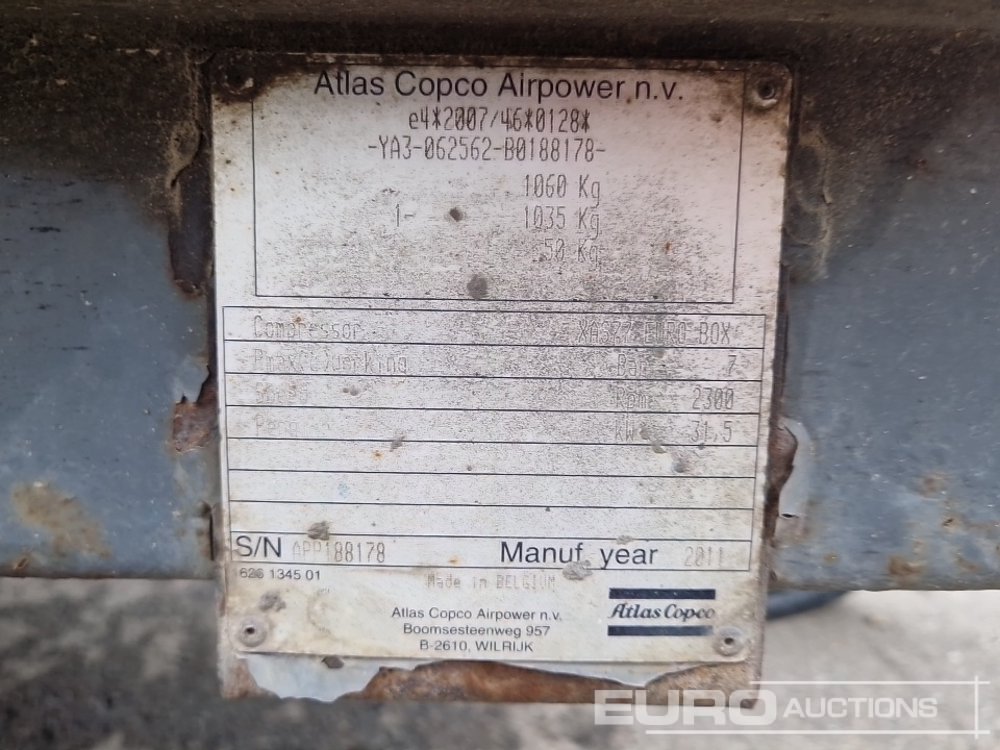 Atlas Copco Airpower n.v.
e4*2007/46*0128*
-YA3-062562-B0188178-
1060 Kg
1- 1035 Kg
50 Kg
Compressor EURO BOX
Bar 7
Speed Rpm 2300
kW 31,5
S/N APP188178 Manuf. year 2011
1626 1345 01
Made in BELGIUM
Atlas Copco Airpower n.v.
Boomsesteenweg 957
B-2610, WILRIJK
Atlas Copco
EURO AUCTIONS